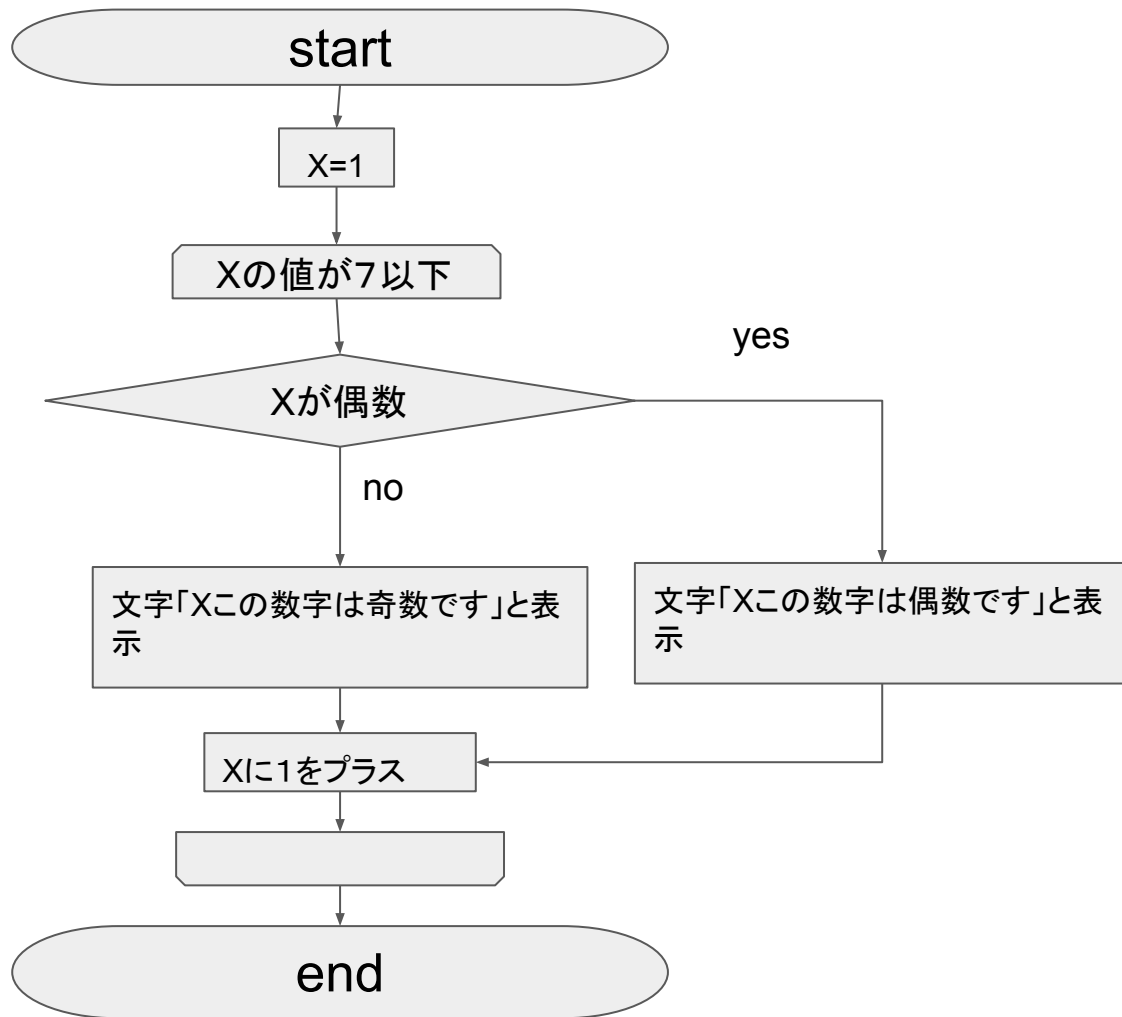 start
X=1
Xの値が7以下
yes
Xが偶数
no
文字「Xこの数字は奇数です」と表
示
文字「Xこの数字は偶数です」と表
示
Xに１をプラス
end